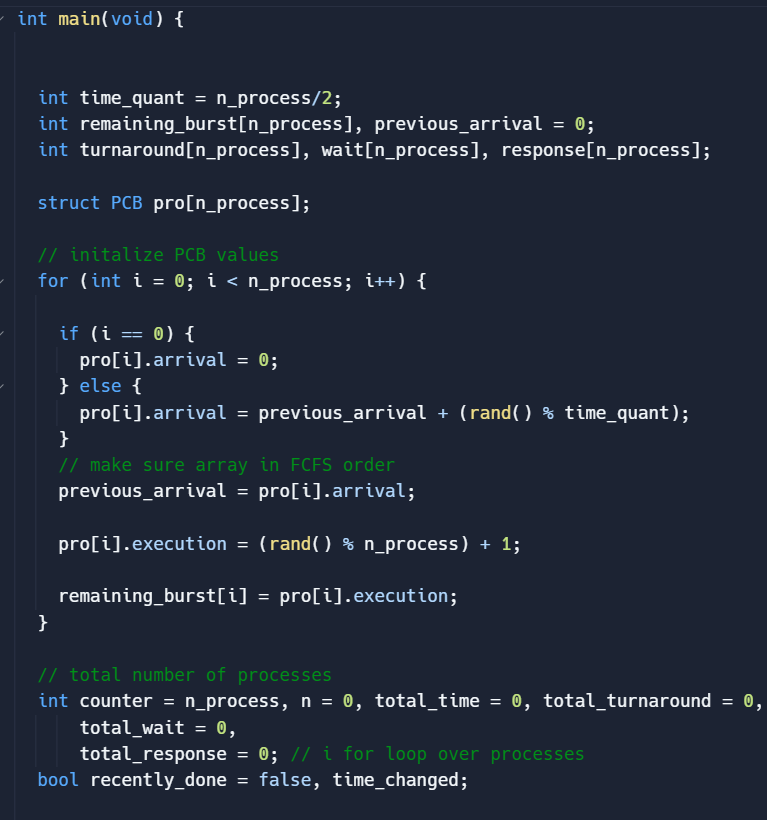 int main(void) {
int time_quant = n_process/2;
int remaining_burst[n_process], previous_arrival = 0;
int turnaround[n_process], wait[n_process], response[n_process];
struct PCB pro[n_process];
// initalize PCB values
for (int i = 0; i < n_process; i++) {
if (i == 0) {
pro[i].arrival = 0;
} else {
pro[i].arrival = previous_arrival + (rand() % time_quant);
}
// make sure array in FCFS order
previous_arrival = pro[i].arrival;
pro[i].execution = (rand() % n_process) + 1;
remaining_burst[i] = pro[i].execution;
}
// total number of processes
int counter = n_process, n = 0, total_time = 0, total_turnaround = 0,
total_wait = 0,
total_response = 0; // i for loop over processes
bool recently_done = false, time_changed;